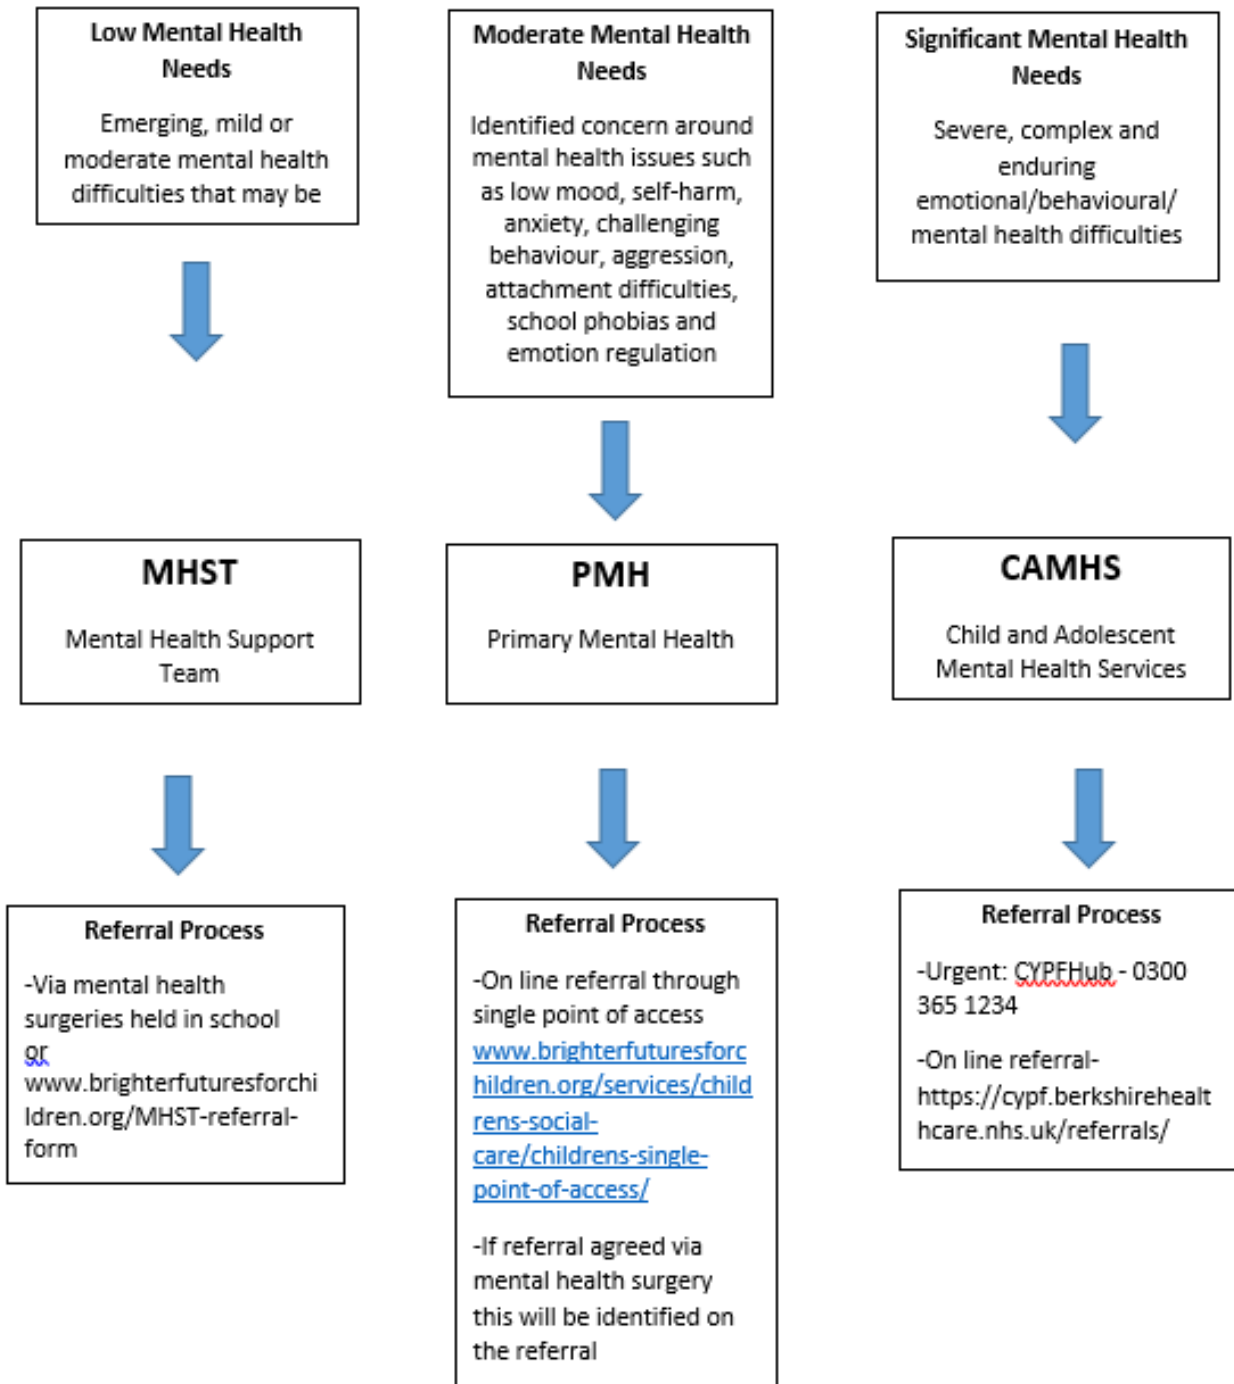 Low Mental Health
Needs
Emerging, mild or
moderate mental health
difficulties that may be
Moderate Mental Health
Needs
Identified concern around
mental health issues such
as low mood, self-harm,
anxiety, challenging
behaviour, aggression,
attachment difficulties,
school phobias and
emotion regulation
Significant Mental Health
Needs
Severe, complex and
enduring
emotional/behavioural/
mental health difficulties
MHST
Mental Health Support
Team
PMH
Primary Mental Health
CAMHS
Child and Adolescent
Mental Health Services
Referral Process
-Via mental health
surgeries held in school
or
www.brighterfuturesforchi
ldren.org/MHST-referral-
form
Referral Process
-On line referral through
single point of access
www.brighterfuturesforc
hildren.org/services/child
rens-social-
care/childrens-single-
point-of-access/
-If referral agreed via
mental health surgery
this will be identified on
the referral
Referral Process
-Urgent: CYPFHub - 0300
365 1234
-On line referral-
https://cypf.berkshirehealt
hcare.nhs.uk/referrals/